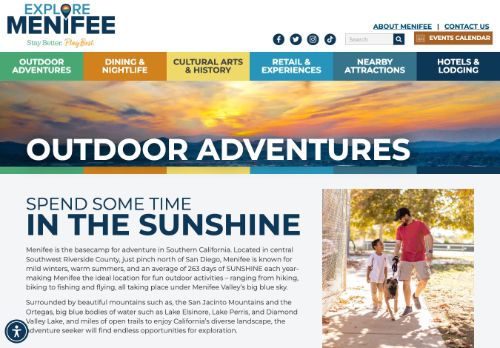 EXPLORE
MENIFEE
Stay Better. Play Best.
ABOUT MENIFEE | CONTACT US
Search
EVENTS CALENDAR
OUTDOOR
ADVENTURES
DINING &
NIGHTLIFE
CULTURAL ARTS
& HISTORY
RETAIL &
EXPERIENCES
NEARBY
ATTRACTIONS
HOTELS &
LODGING
OUTDOOR ADVENTURES
SPEND SOME TIME
IN THE SUNSHINE
Menifee is the basecamp for adventure in Southern California. Located in central
Southwest Riverside County, just pinch north of San Diego, Menifee is known for
mild winters, warm summers, and an average of 263 days of SUNSHINE each year-
making Menifee the ideal location for fun outdoor activities – ranging from hiking,
biking to fishing and flying, all taking place under Menifee Valley's big blue sky.
Surrounded by beautiful mountains such as, the San Jacinto Mountains and the
Ortegas, big blue bodies of water such as Lake Elsinore, Lake Perris, and Diamond
Valley Lake, and miles of open trails to enjoy California's diverse landscape, the
adventure seeker will find endless opportunities for exploration.